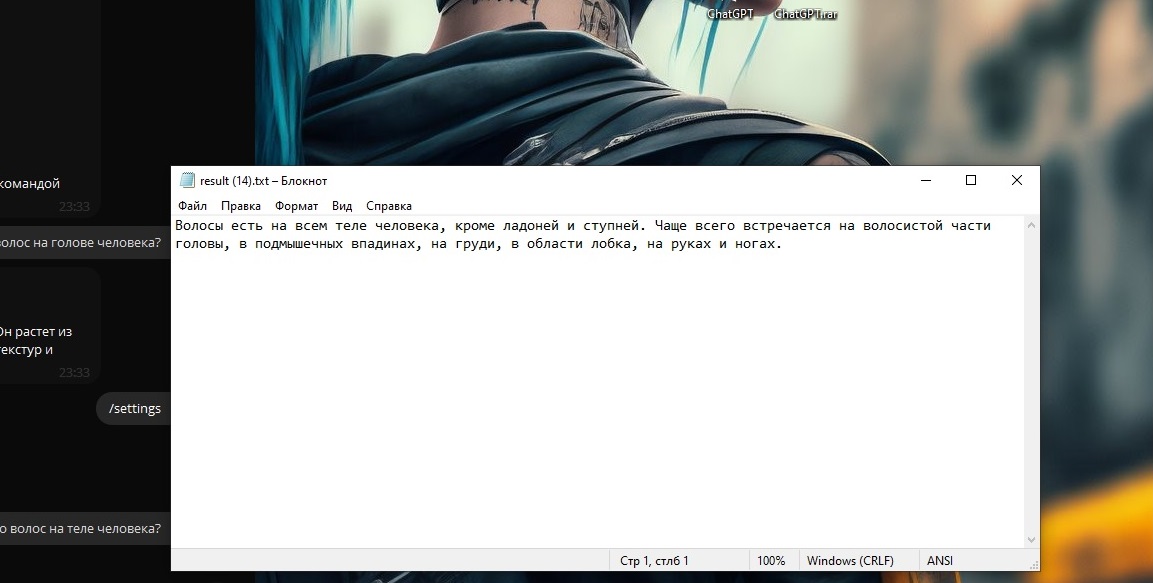 ChatGPT
ChatGPT.rar
командой
23:33
волос на голове человека?
Он растет из
текстур и
23:33
/settings
о волос на теле человека?
result (14).txt – Блокнот
Файл Правка Формат Вид Справка
Волосы есть на всем теле человека, кроме ладоней и ступней. Чаще всего встречается на волосистой части
головы, в подмышечных впадинах, на груди, в области лобка, на руках и ногах.
Стр 1, стлб 1
100%
Windows (CRLF)
ANSI